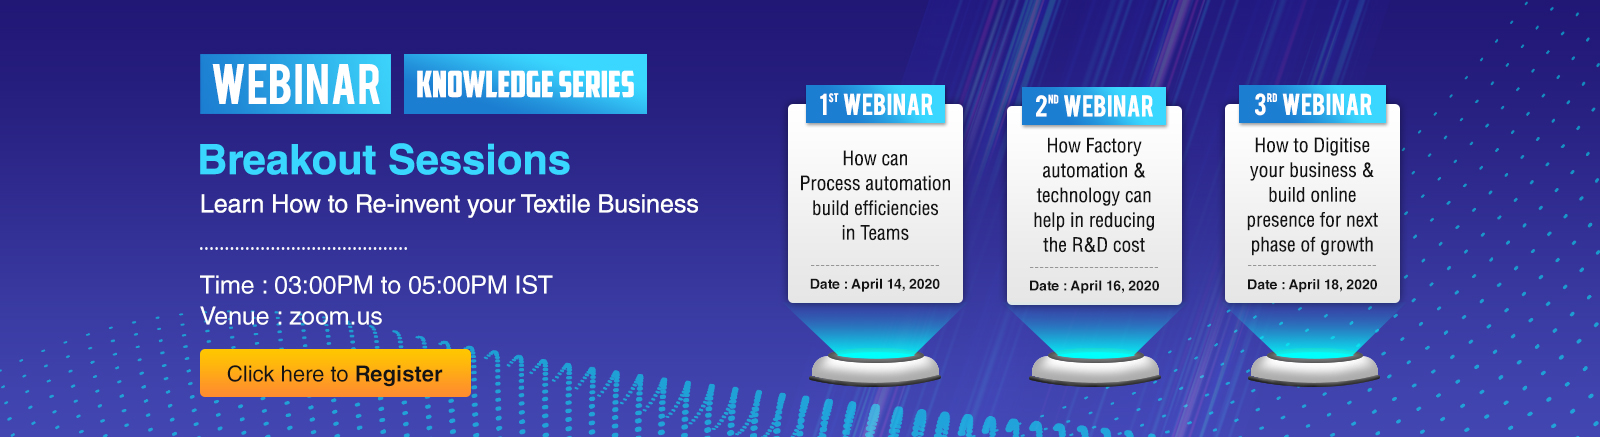 WEBINAR KNOWLEDGE SERIES
Breakout Sessions
Learn How to Re-invent your Textile Business
Time : 03:00PM to 05:00PM IST
Venue : zoom.us
Click here to Register
1ST WEBINAR
How can
Process automation
build efficiencies
in Teams
Date : April 14, 2020
2ND WEBINAR
How Factory
automation &
technology can
help in reducing
the R&D cost
Date : April 16, 2020
3RD WEBINAR
How to Digitise
your business &
build online
presence for next
phase of growth
Date : April 18, 2020